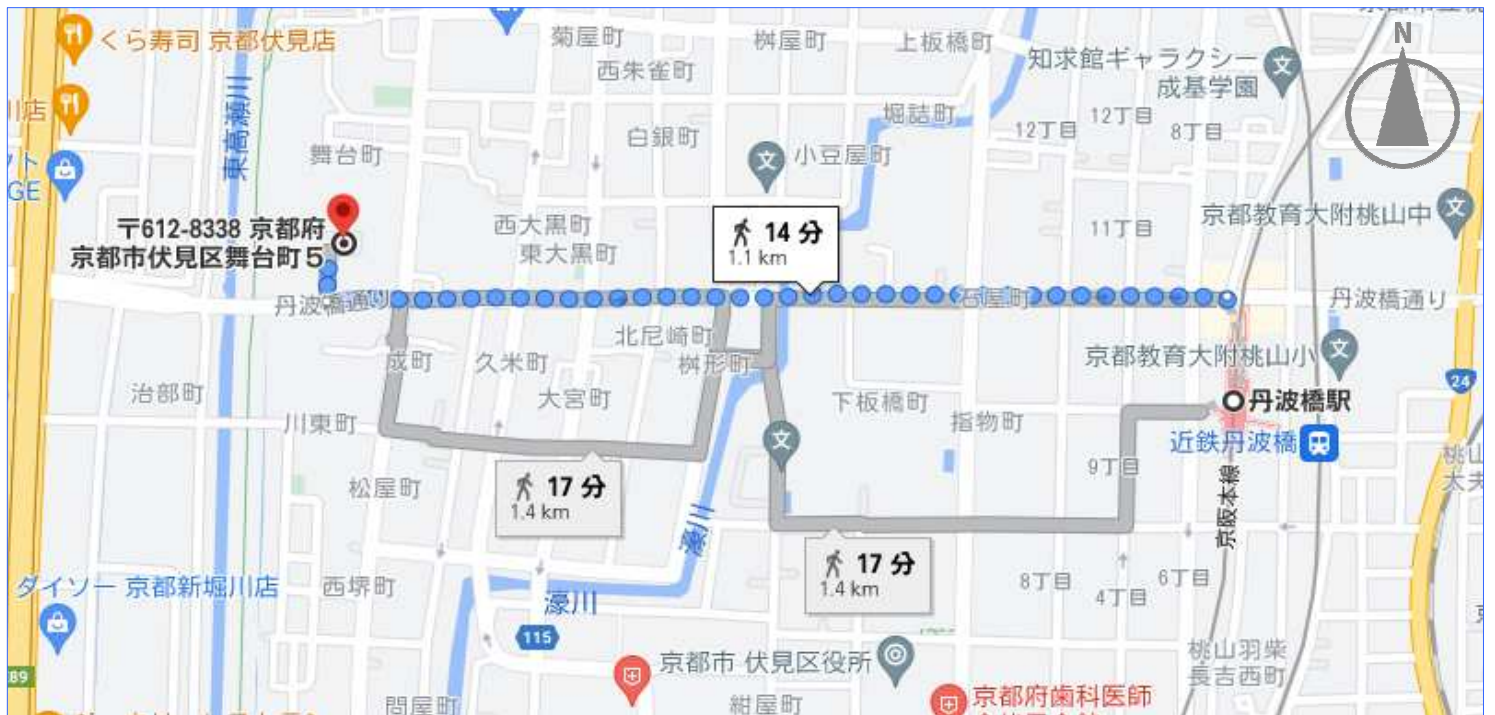 くら寿司 京都伏見店
菊屋町
桝屋町
上板橋町
N
西朱雀町
知求館ギャラクシー
成基学園
東高瀬川
川店
堀詰町
12丁目
12丁目
8丁目
白銀町
舞台町
小豆屋町
GE
〒612-8338 京都府
京都市伏見区舞台町 5
西大黒町
東大黒町
14 分
1.1 km
11丁目
京都教育大附桃山中
丹波橋通り
石屋町
丹波橋通り
北尼崎町
成町
久米町
桝形町
京都教育大附桃山小
治部町
大宮町
下板橋町
24
川東町
指物町
丹波橋駅
近鉄丹波橋
9丁目
桃山
松屋町
17 分
1.4 km
濠川
京阪本線
17 分
1.4 km
ダイソー 京都新堀川店
西堺町
濠川
8丁目
6丁目
4丁目
115
京都市 伏見区役所
桃山羽柴
長吉西町
89
問屋町
紺屋町
京都府歯科医師